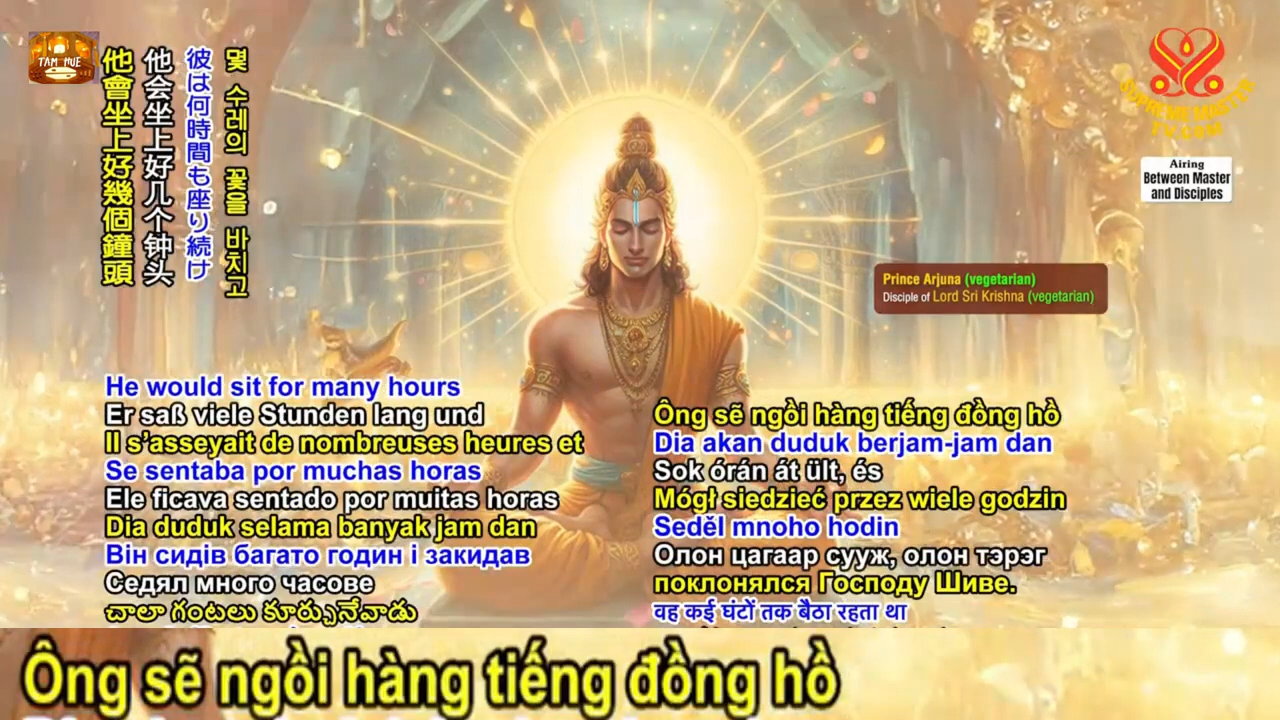 TAM HUE
他會坐上好幾個鐘頭
他会坐上好几个钟头
彼は何時間も座り続け
몇 수레의 꽃을 바치고
SUPREME MASTER
TV.COM
Airing
Between Master
and Disciples
Prince Arjuna (vegetarian)
Disciple of Lord Sri Krishna (vegetarian)
He would sit for many hours
Er saß viele Stunden lang und
Il s’asseyait de nombreuses heures et
Se sentaba por muchas horas
Ele ficava sentado por muitas horas
Dia duduk selama banyak jam dan
Він сидів багато годин і закидав
Седял много часове
చాలా గంటలు కూర్చునేవాడు
Ông sẽ ngồi hàng tiếng đồng hồ
Dia akan duduk berjam-jam dan
Sok órán át ült, és
Mógł siedzieć przez wiele godzin
Seděl mnoho hodin
Олон цагаар сууж, олон тэрэг
поклонялся Господу Шиве.
वह कई घंटों तक बैठा रहता था
Ông sẽ ngồi hàng tiếng đồng hồ